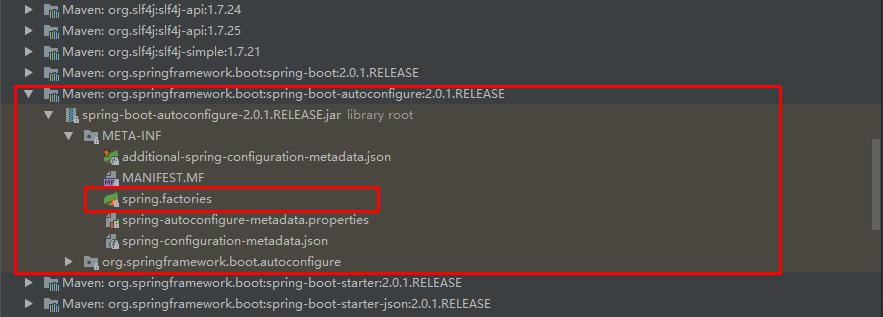 Maven: org.slf4j:slf4j-api:1.7.24
Maven: org.slf4j:slf4j-api:1.7.25
Maven: org.slf4j:slf4j-simple:1.7.21
Maven: org.springframework.boot:spring-boot:2.0.1.RELEASE
Maven: org.springframework.boot:spring-boot-autoconfigure:2.0.1.RELEASE
spring-boot-autoconfigure-2.0.1.RELEASE.jar library root
META-INF
additional-spring-configuration-metadata.json
MF MANIFEST.MF
spring.factories
spring-autoconfigure-metadata.properties
spring-configuration-metadata.json
org.springframework.boot.autoconfigure
Maven: org.springframework.boot:spring-boot-starter:2.0.1.RELEASE
Maven: org.springframework.boot:spring-boot-starter-json:2.0.1.RELEASE